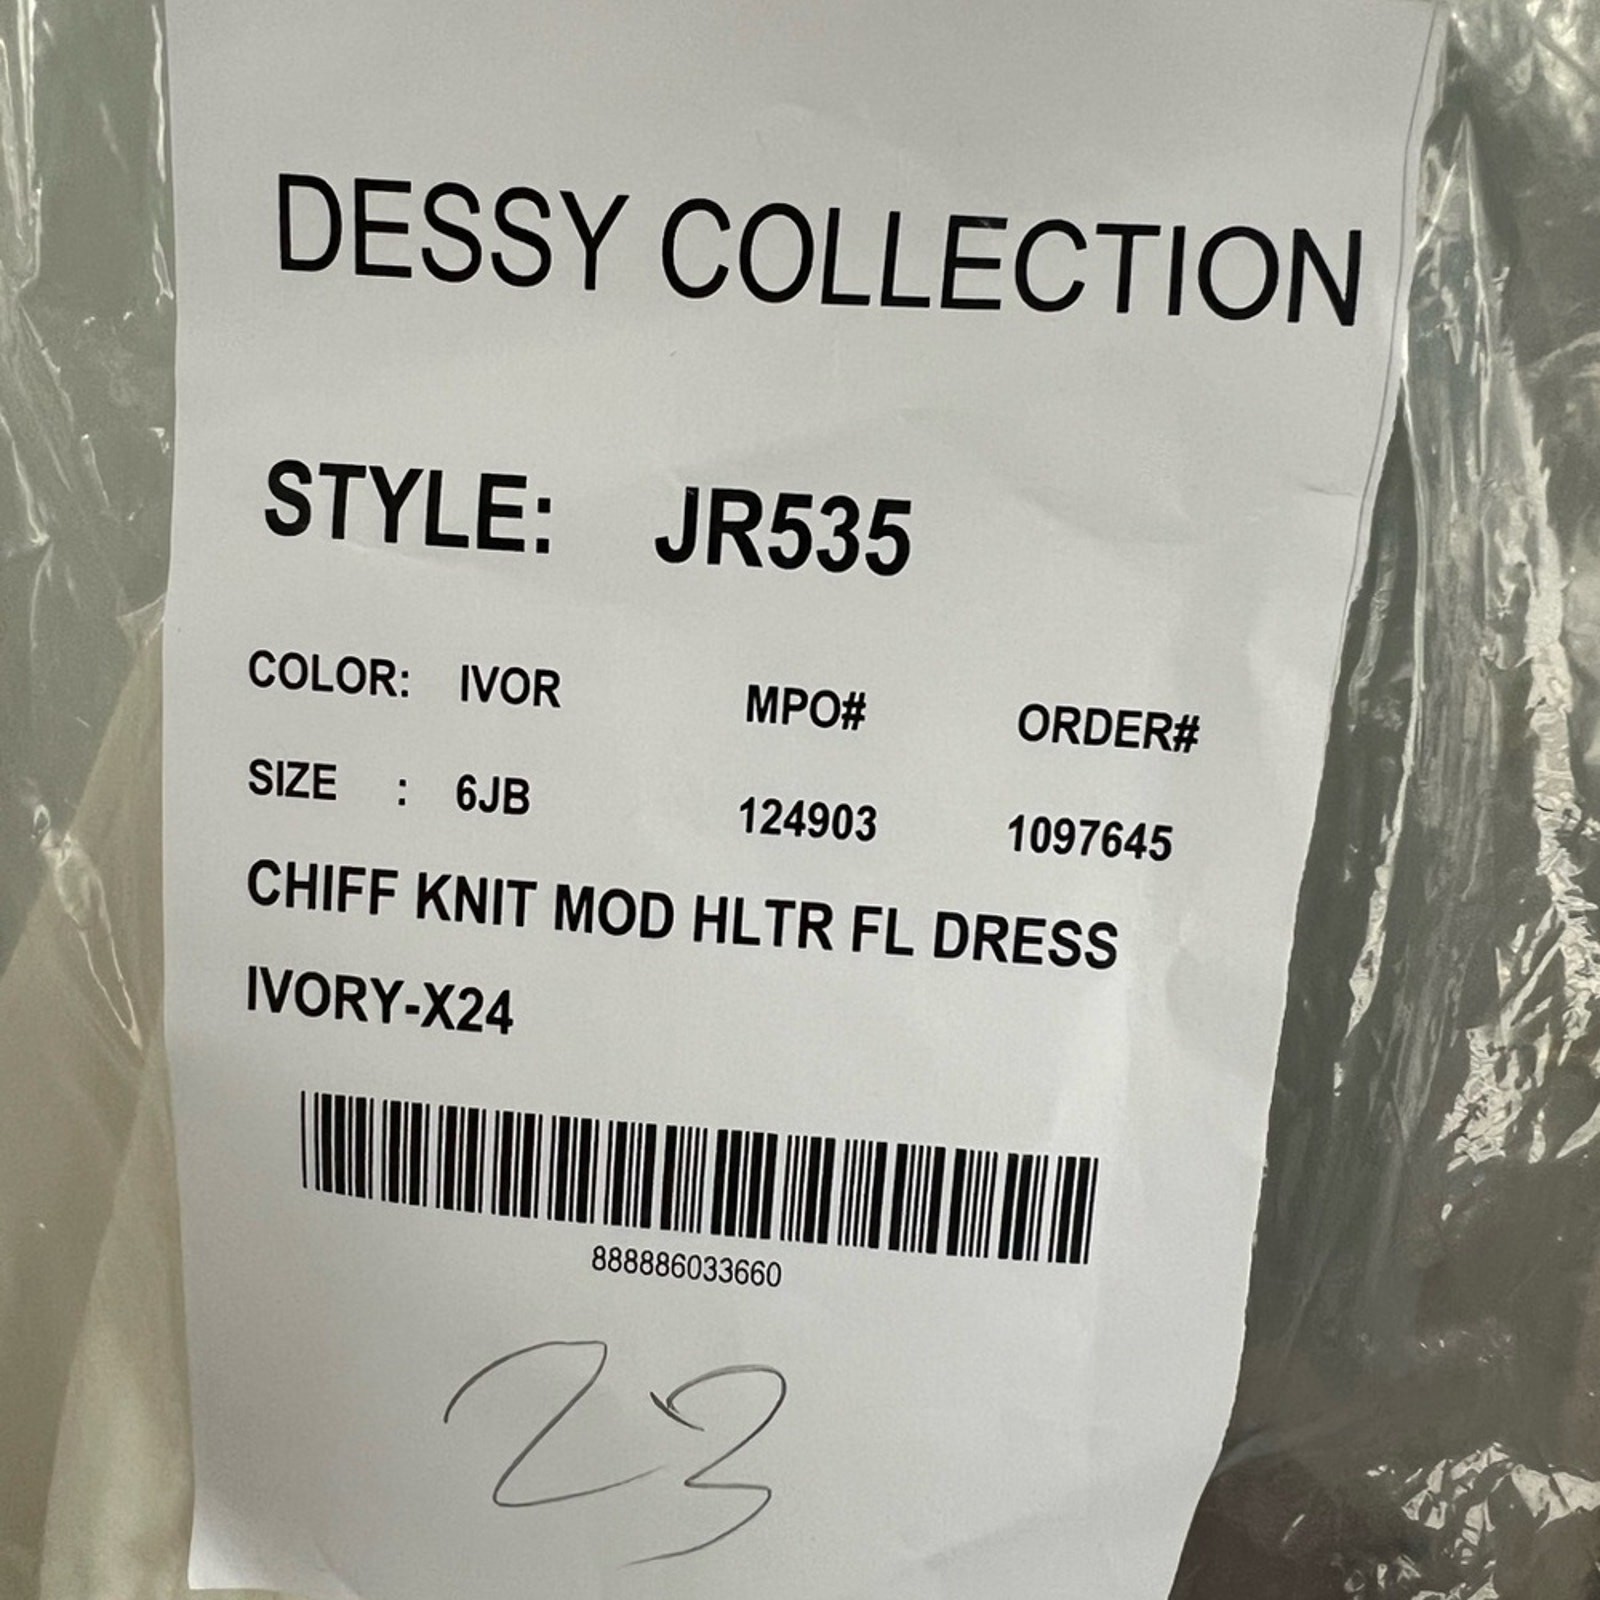 DESSY COLLECTION
STYLE: JR535
COLOR: IVOR MPO# ORDER#
SIZE : 6JB 124903 1097645
CHIFF KNIT MOD HLTR FL DRESS
IVORY-X24
888886033660
23